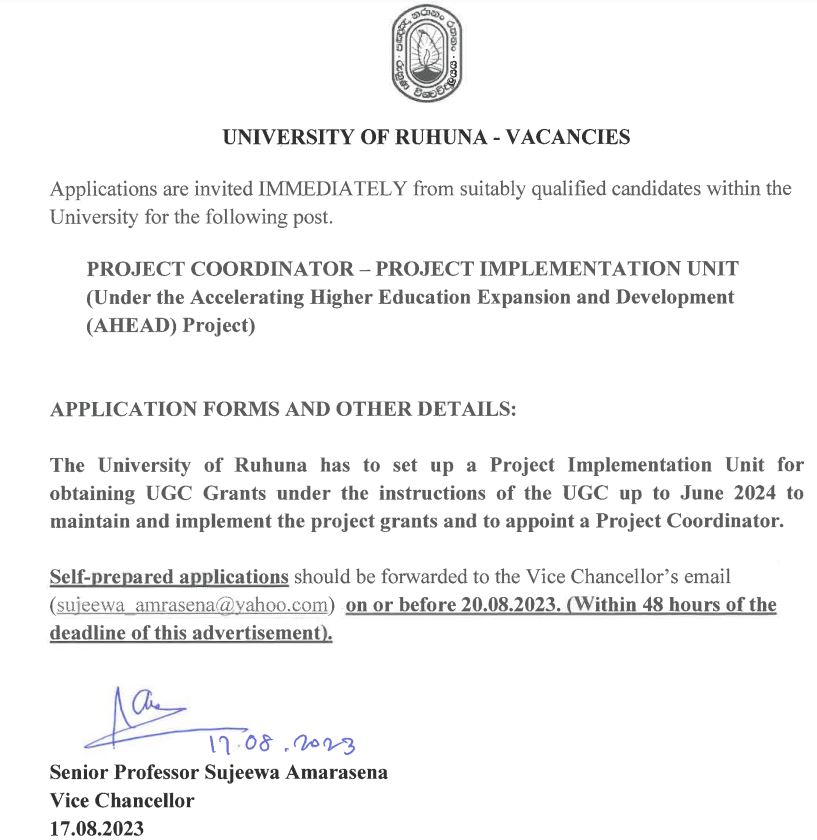 UNIVERSITY OF RUHUNA - VACANCIES
Applications are invited IMMEDIATELY from suitably qualified candidates within the
University for the following post.
PROJECT COORDINATOR – PROJECT IMPLEMENTATION UNIT
(Under the Accelerating Higher Education Expansion and Development
(AHEAD) Project)
APPLICATION FORMS AND OTHER DETAILS:
The University of Ruhuna has to set up a Project Implementation Unit for
obtaining UGC Grants under the instructions of the UGC up to June 2024 to
maintain and implement the project grants and to appoint a Project Coordinator.
Self-prepared applications should be forwarded to the Vice Chancellor's email
(sujeewa_amrasena@yahoo.com) on or before 20.08.2023. (Within 48 hours of the
deadline of this advertisement).
17.08.2023
Senior Professor Sujeewa Amarasena
Vice Chancellor
17.08.2023